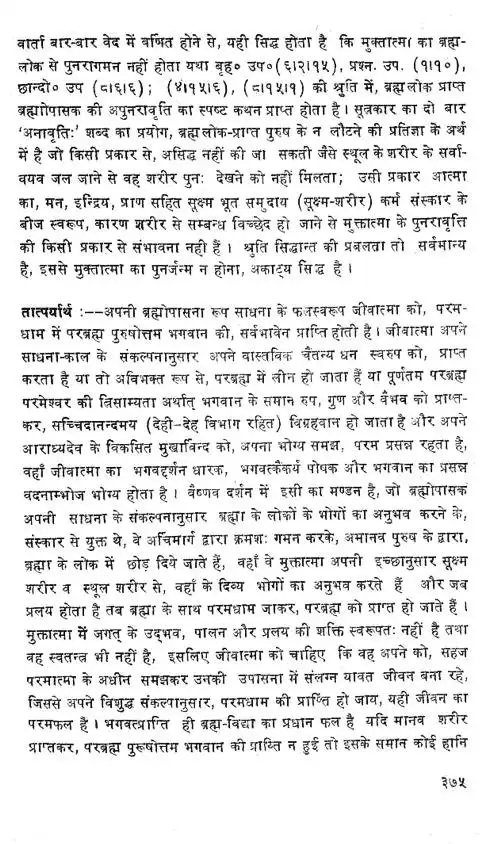 वार्ता बार-बार वेद में वर्णित होने से, यही सिद्ध होता है कि मुक्तात्मा का ब्रह्म-
लोक से पुनरागमन नहीं होता यथा बृह० उप०(६।२।१५), प्रश्न. उप. (१।१०),
छान्दो० उप (८।६।६); (४।१५।६), (८।१५।१) की श्रुति में, ब्रह्मलोक प्राप्त
ब्रह्मोपासक की अपुनरावृति का स्पष्ट कथन प्राप्त होता है। सूत्रकार का दो बार
'अनावृतिः' शब्द का प्रयोग, ब्रह्मलोक-प्राप्त पुरुष के न लौटने की प्रतिज्ञा के अर्थ
में है जो किसी प्रकार से, असिद्ध नहीं की जा सकती जैसे स्थूल के शरीर के सर्वा-
वयव जल जाने से वह शरीर पुनः देखने को नहीं मिलता; उसी प्रकार आत्मा
का, मन, इन्द्रिय, प्राण सहित सूक्ष्म भूत समुदाय (सूक्ष्म-शरीर) कर्म संस्कार के
बीज स्वरूप, कारण शरीर से सम्बन्ध विच्छेद हो जाने से मुक्तात्मा के पुनरावृत्ति
की किसी प्रकार से संभावना नहीं हैं। श्रुति सिद्धान्त की प्रबलता तो सर्वमान्य
है, इससे मुक्तात्मा का पुनर्जन्म न होना, अकाट्य सिद्ध है।
तात्पर्यार्थ :--अपनी ब्रह्मोपासना रूप साधना के फलस्वरूप जीवात्मा को, परम-
धाम में परब्रह्म पुरुषोत्तम भगवान की, सर्वभावेन प्राप्ति होती है। जीवात्मा अपने
साधना-काल के संकल्पनानुसार अपने वास्तविक चैतन्य धन स्वरुप को, प्राप्त
करता है या तो अविभक्त रूप से, परब्रह्म में लीन हो जाता हैं या पूर्णतम परब्रह्म
परमेश्वर की त्रिसाम्यता अर्थात् भगवान के समान रुप, गुण और वैभव को प्राप्त-
कर, सच्चिदानन्दमय (देही-देह विभाग रहित) विग्रहवान हो जाता है और अपने
आराध्यदेव के विकसित मुखाविन्द को, अपना भोग्य समझ, परम प्रसन्न रहता है,
वहाँ जीवात्मा का भगवद्दर्शन धारक, भगवत्कैंकर्य पोषक और भगवान का प्रसन्न
वदनाम्भोज भोग्य होता है। वैष्णव दर्शन में इसी का मण्डन है, जो ब्रह्मोपासक
अपनी साधना के संकल्पनानुसार ब्रह्मा के लोकों के भोगों का अनुभव करने के,
संस्कार से युक्त थे, वे अर्चिमार्ग द्वारा क्रमशः गमन करके, अमानव पुरुष के द्वारा,
ब्रह्मा के लोक में छोड़ दिये जाते हैं, वहाँ वे मुक्तात्मा अपनी इच्छानुसार सूक्ष्म
शरीर व स्थूल शरीर से, वहाँ के दिव्य भोगों का अनुभव करते हैं और जब
प्रलय होता है तब ब्रह्मा के साथ परमधाम जाकर, परब्रह्म को प्राप्त हो जाते हैं।
मुक्तात्मा में जगत् के उद्भव, पालन और प्रलय की शक्ति स्वरूपतः नहीं है तथा
वह स्वतन्त्र भी नहीं है, इसलिए जीवात्मा को चाहिए कि वह अपने को, सहज
परमात्मा के अधीन समझकर उनकी उपासना में संलग्न यावत जीवन बना रहे,
जिससे अपने विशुद्ध संकल्पानुसार, परमधाम की प्राप्ति हो जाय, यही जीवन का
परमफल है। भगवत्प्राप्ति ही ब्रह्म-विद्या का प्रधान फल है यदि मानव शरीर
प्राप्तकर, परब्रह्म पुरूषोत्तम भगवान की प्राप्ति न हुई तो इसके समान कोई हानि
३७५